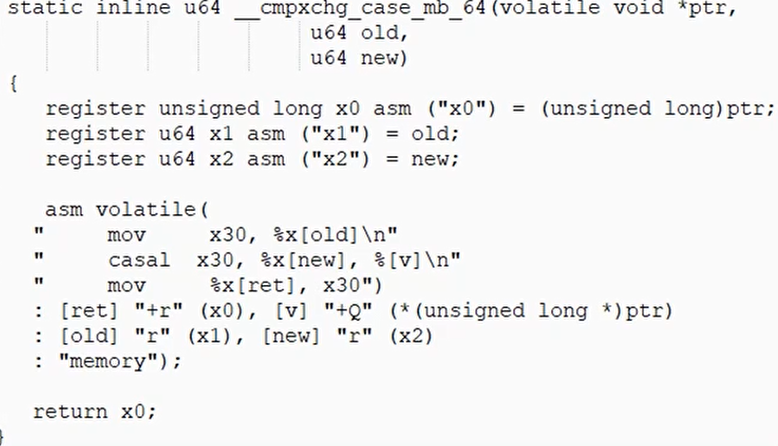 static inline u64 __cmpxchg_case_mb_64(volatile void *ptr,
u64 old,
u64 new)
{
register unsigned long x0 asm ("x0") = (unsigned long)ptr;
register u64 x1 asm ("x1") = old;
register u64 x2 asm ("x2") = new;
asm volatile(
" mov x30, %x[old]\n"
" casal x30, %x[new], %[v]\n"
" mov %x[ret], x30")
: [ret] "+r" (x0), [v] "+Q" (*(unsigned long *)ptr)
: [old] "r" (x1), [new] "r" (x2)
: "memory");
return x0;
}